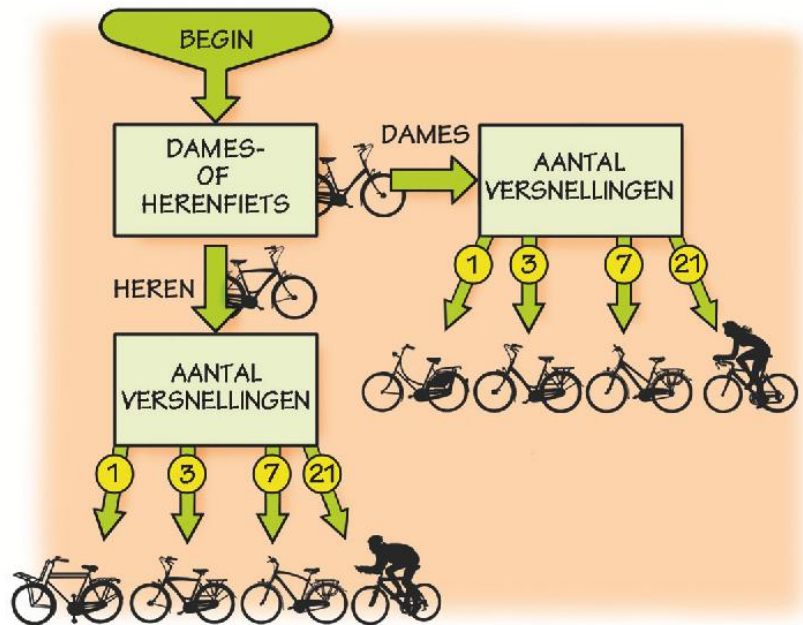 BEGIN
DAMES-
OF
HERENFIETS
DAMES
AANTAL
VERSNELLINGEN
1 3 7 21
HEREN
AANTAL
VERSNELLINGEN
1 3 7 21